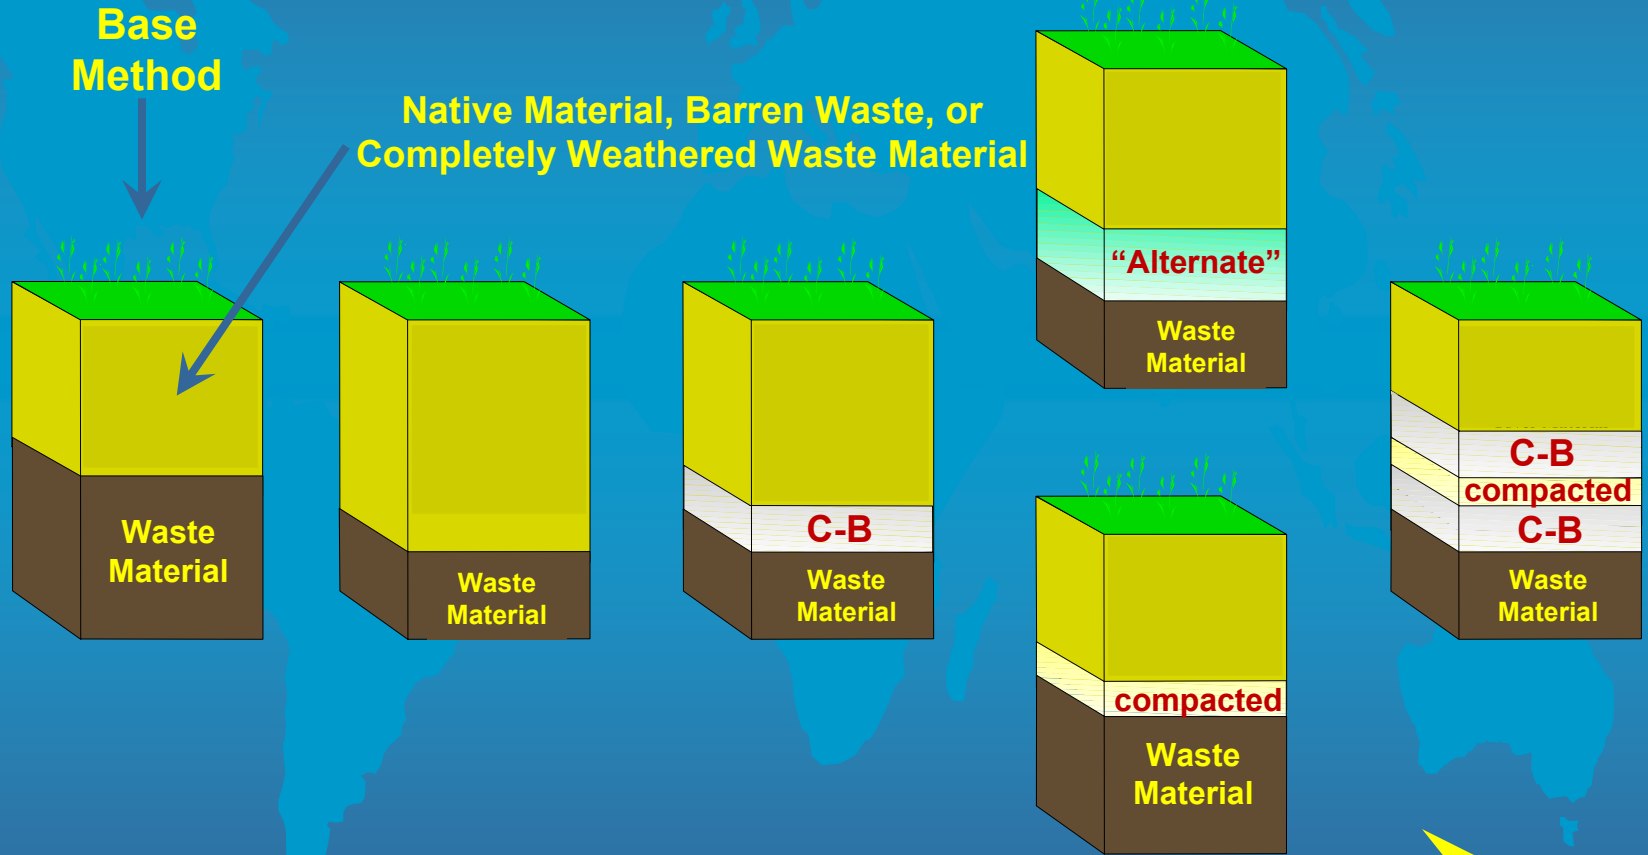 Base
Method
Native Material, Barren Waste, or
Completely Weathered Waste Material
Waste
Material
Waste
Material
C-B
Waste
Material
“Alternate”
Waste
Material
compacted
Waste
Material
C-B
compacted
C-B
Waste
Material